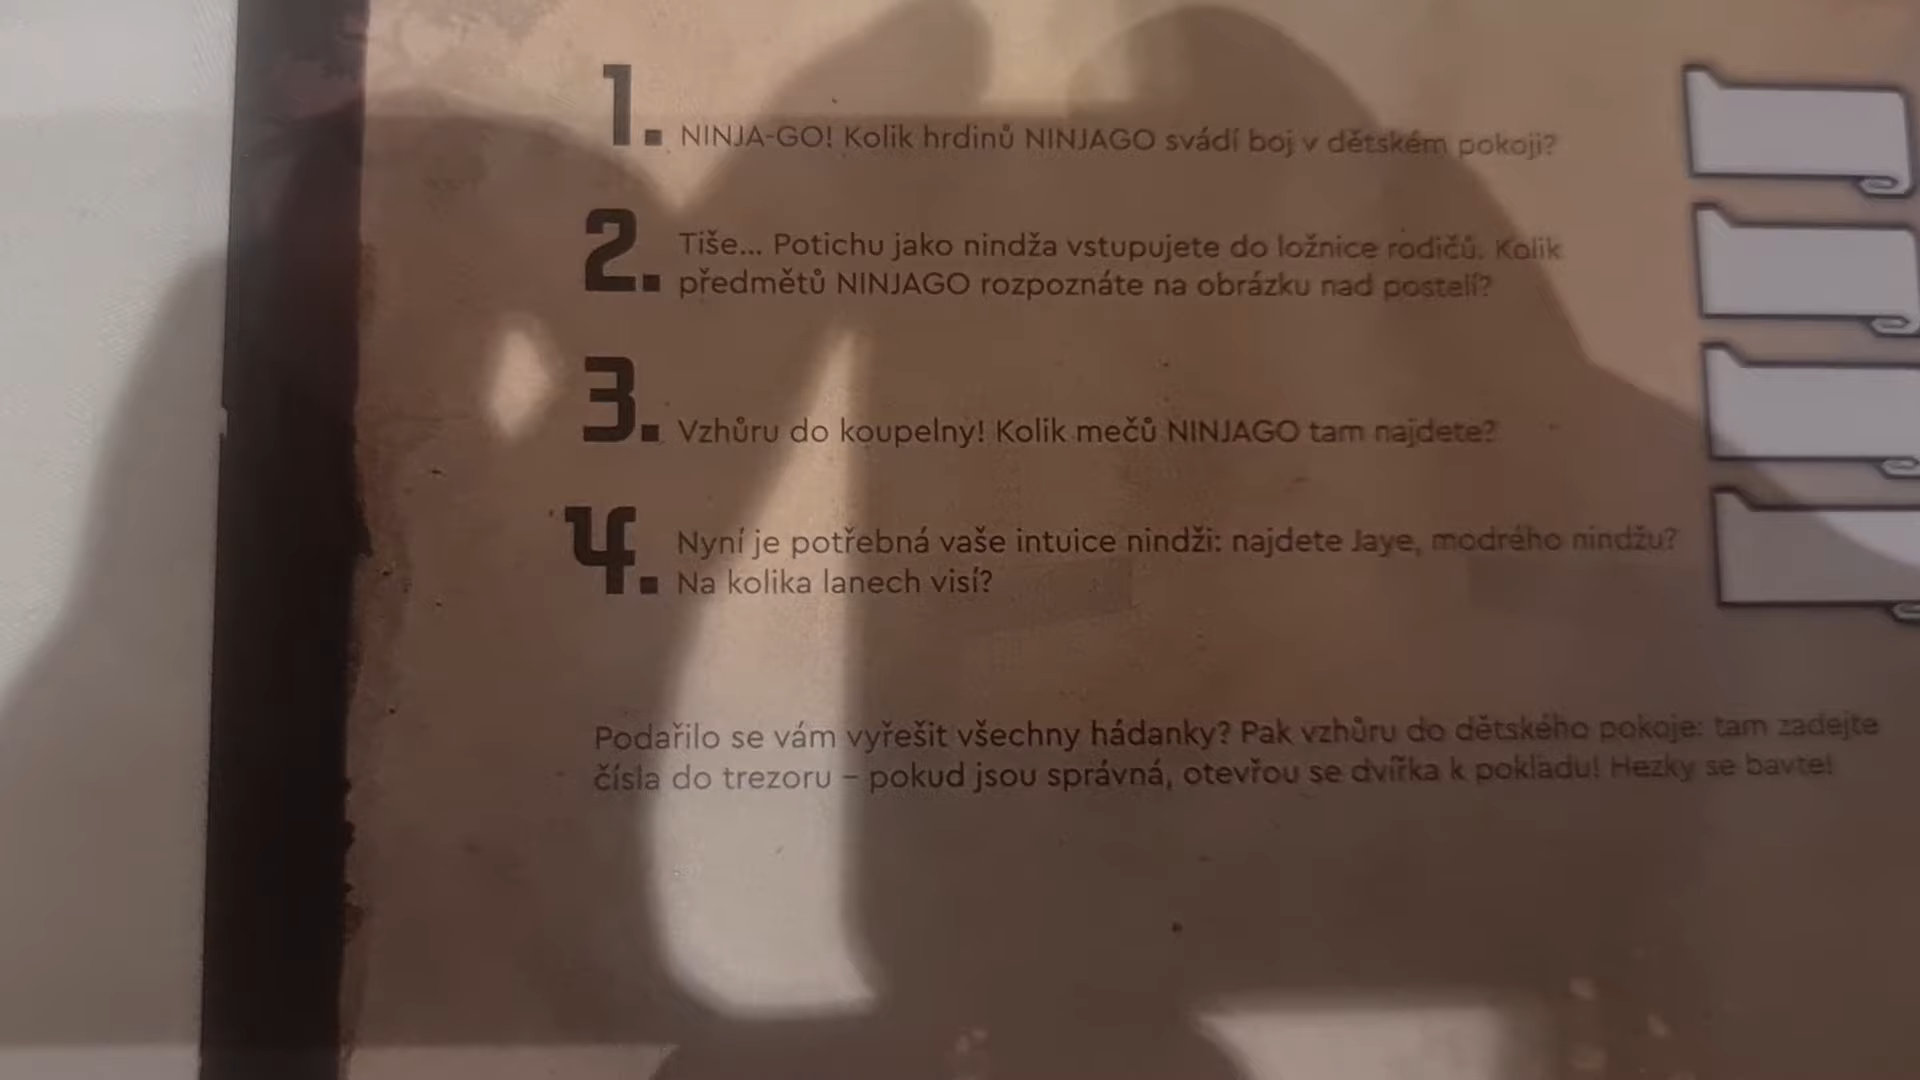 1. NINJA-GO! Kolik hrdinů NINJAGO svádí boj v dětském pokoji?
2. Tiše... Potichu jako nindža vstupujete do ložnice rodičů. Kolik
předmětů NINJAGO rozpoznáte na obrázku nad postelí?
3. Vzhůru do koupelny! Kolik mečů NINJAGO tam najdete?
4. Nyní je potřebná vaše intuice nindži: najdete Jaye, modrého nindžu?
Na kolika lanech visí?
Podařilo se vám vyřešit všechny hádanky? Pak vzhůru do dětského pokoje: tam zadejte
čísla do trezoru – pokud jsou správná, otevřou se dvířka k pokladu! Hezky se bavte!